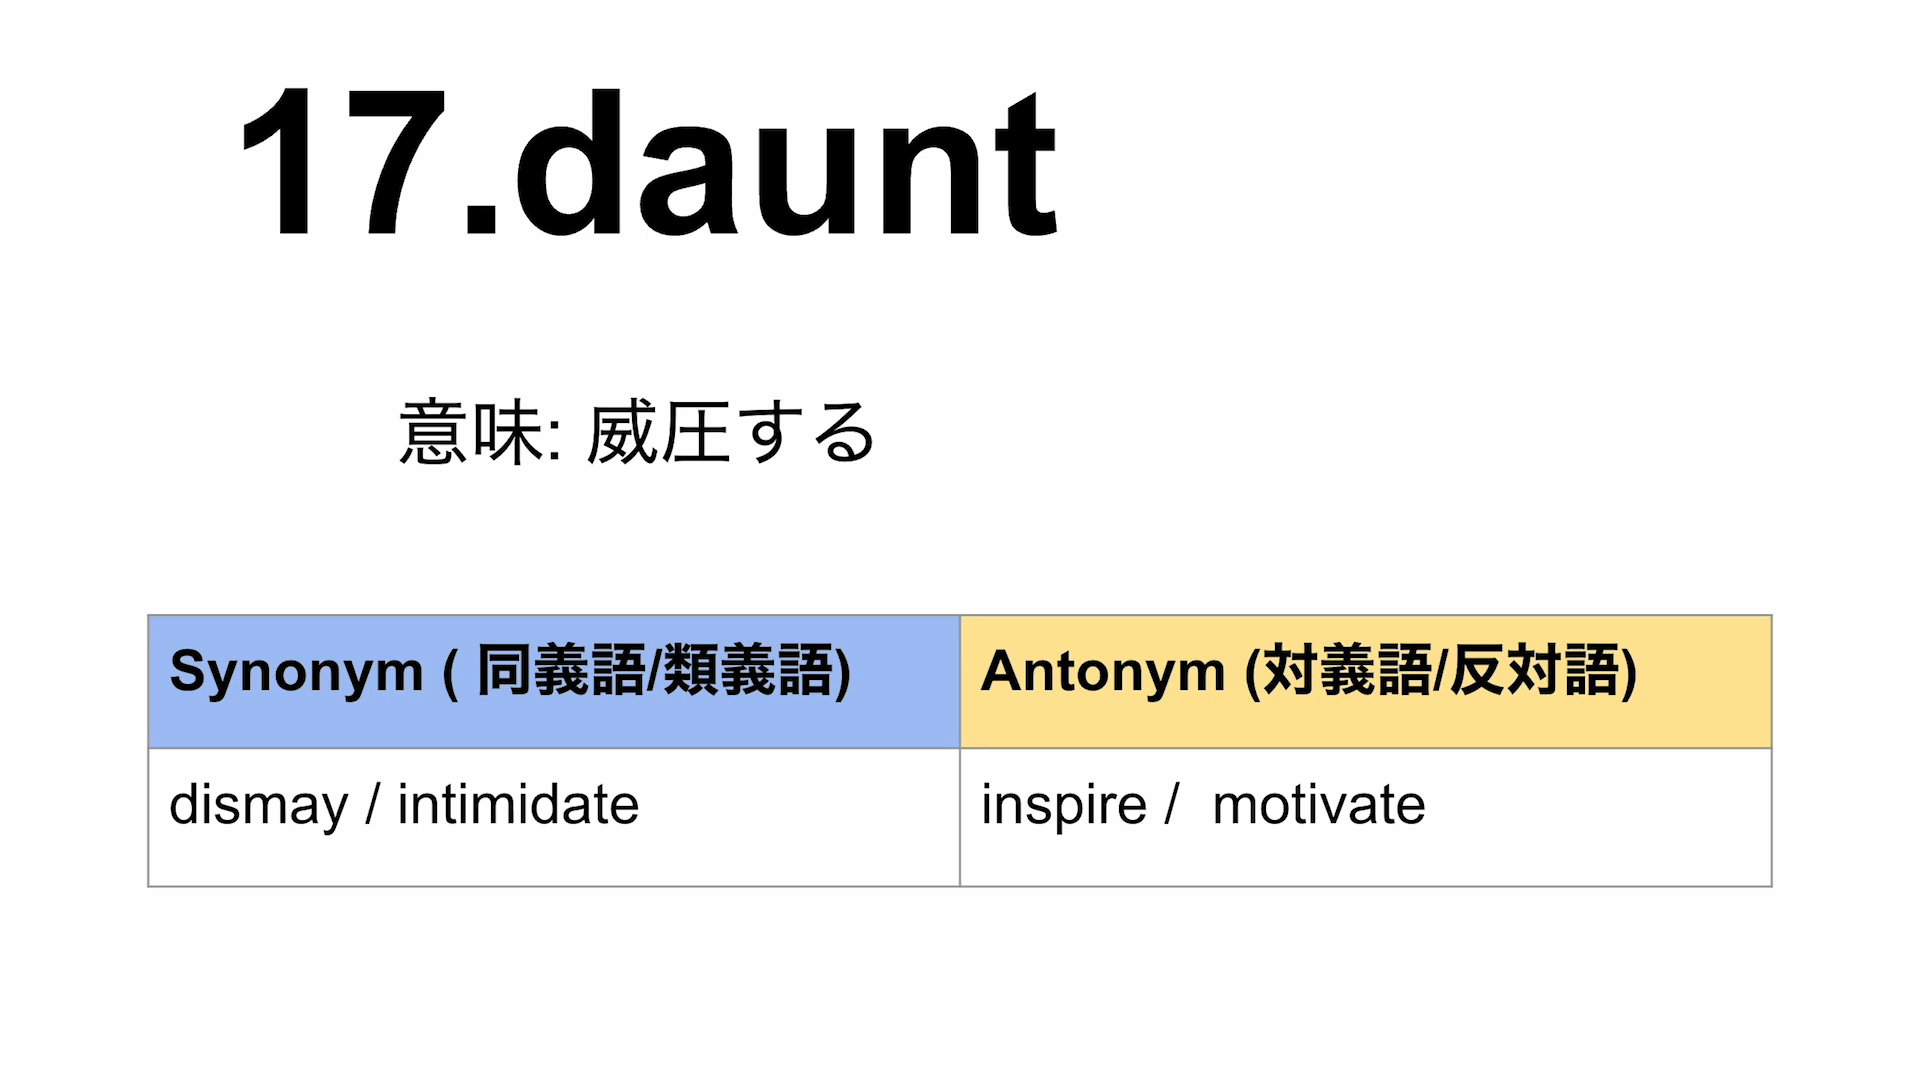 17.daunt
意味: 威圧する
Synonym ( 同義語/類義語)
Antonym (対義語/反対語)
dismay / intimidate
inspire /  motivate